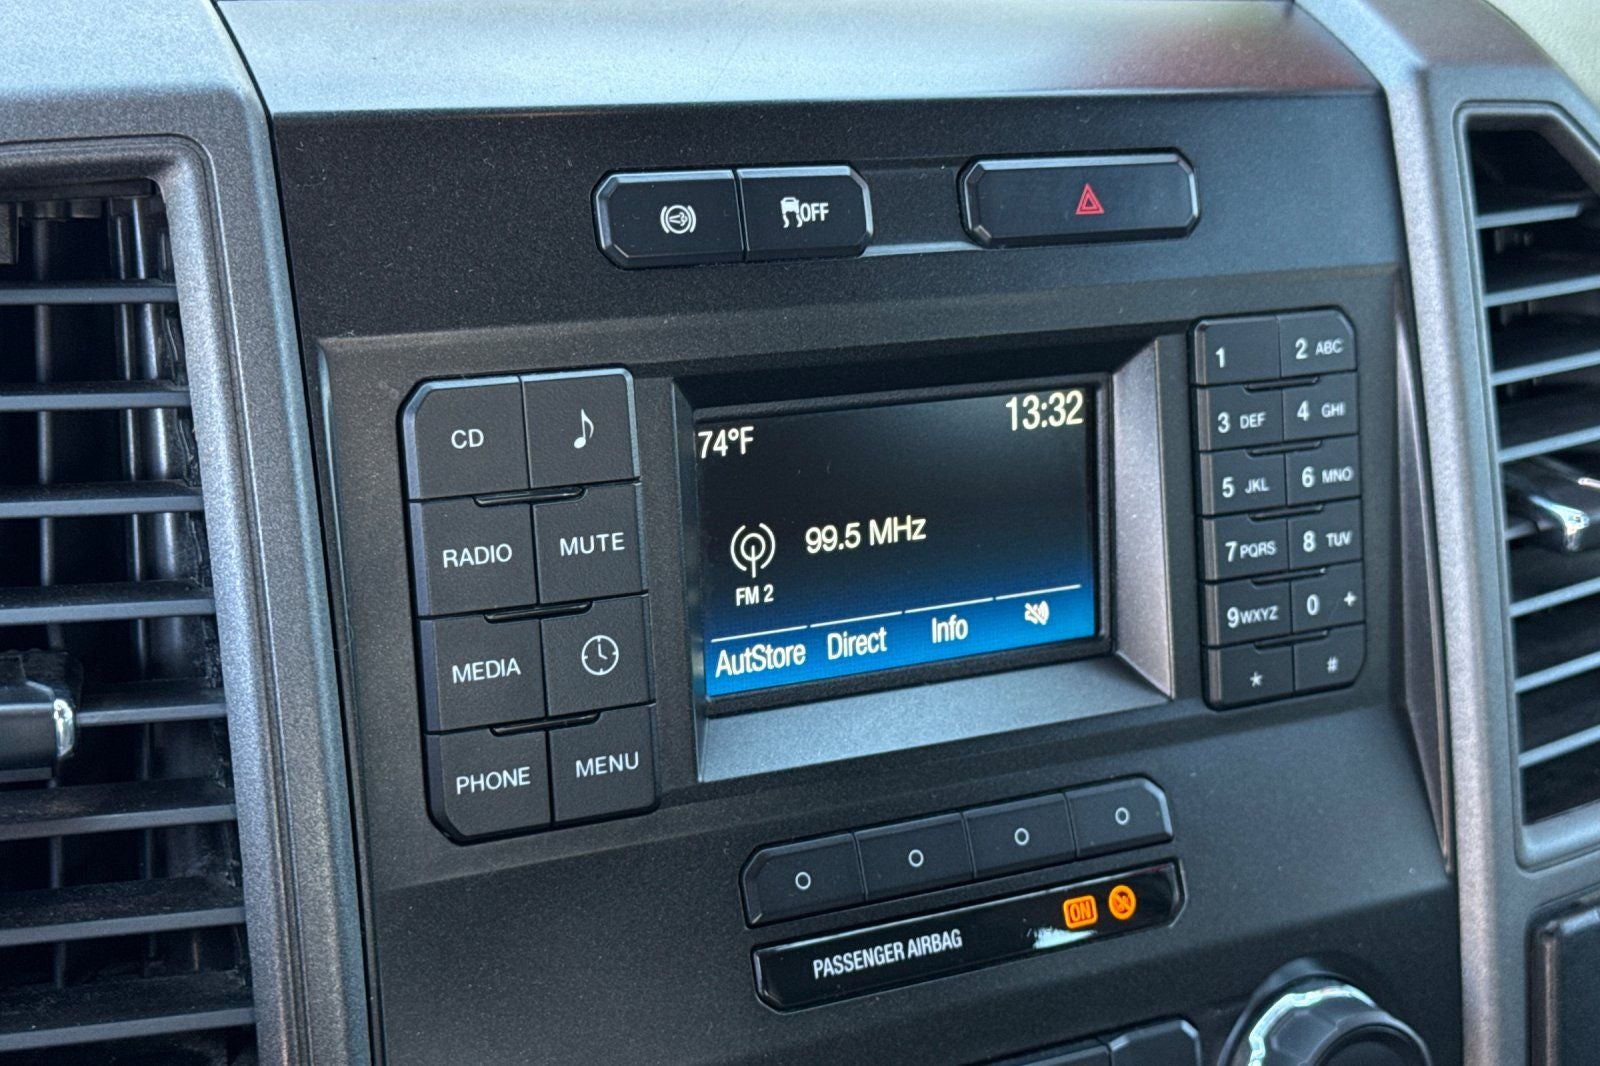 OFF
CD
RADIO
MUTE
MEDIA
PHONE
MENU
74°F
13:32
99.5 MHz
FM 2
AutStore Direct Info
1
2 ABC
3 DEF
4 GHI
5 JKL
6 MNO
7 PQRS
8 TUV
9 WXYZ
0 +
*
#
PASSENGER AIRBAG
ON